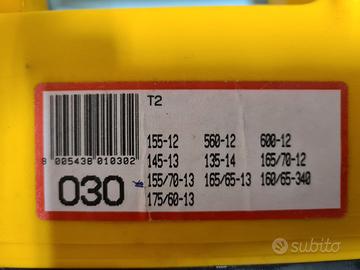 T2
155-12 560-12 600-12
145-13 135-14 165/70-12
155/70-13 165/65-13 160/65-340
175/60-13
8 005438 010302
030
subito